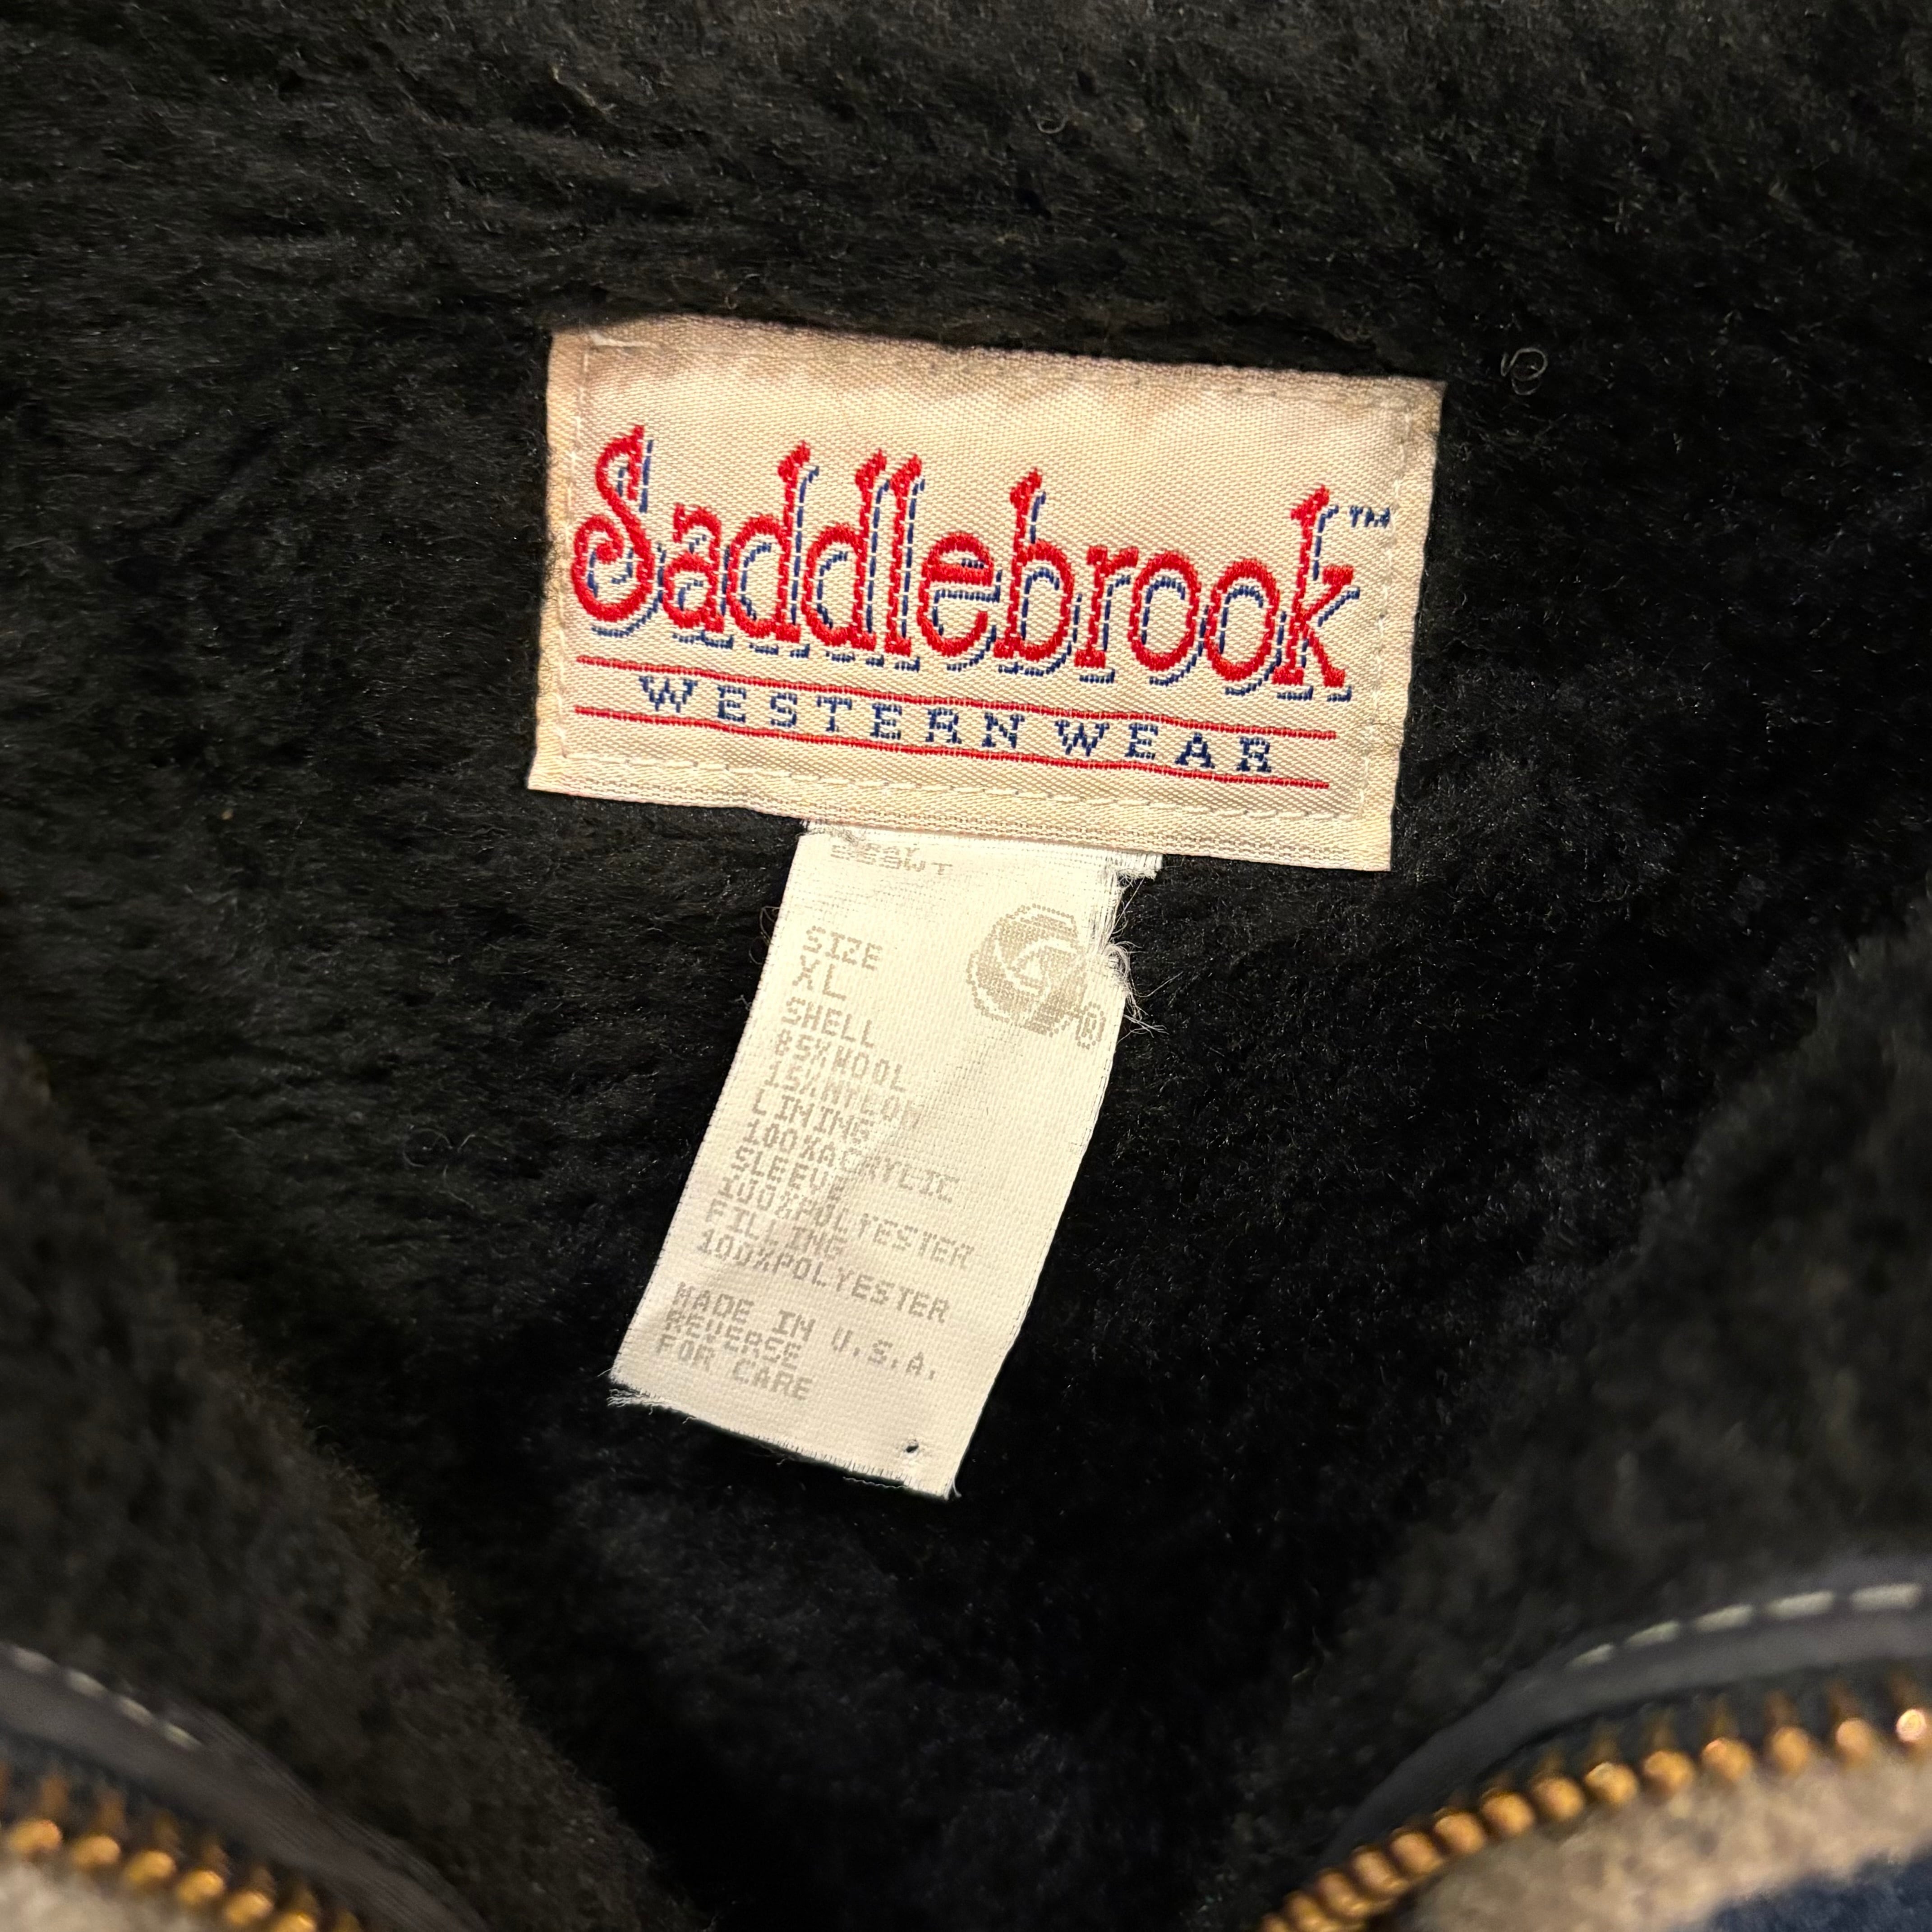 Saddlebrook™
WESTERN WEAR
SIZE
XL
SHELL
85%WOOL
15%NYLON
LINING
100%ACRYLIC
SLEEVE
100%POLYESTER
FILLING
100%POLYESTER
MADE IN U.S.A.
REVERSE
FOR CARE